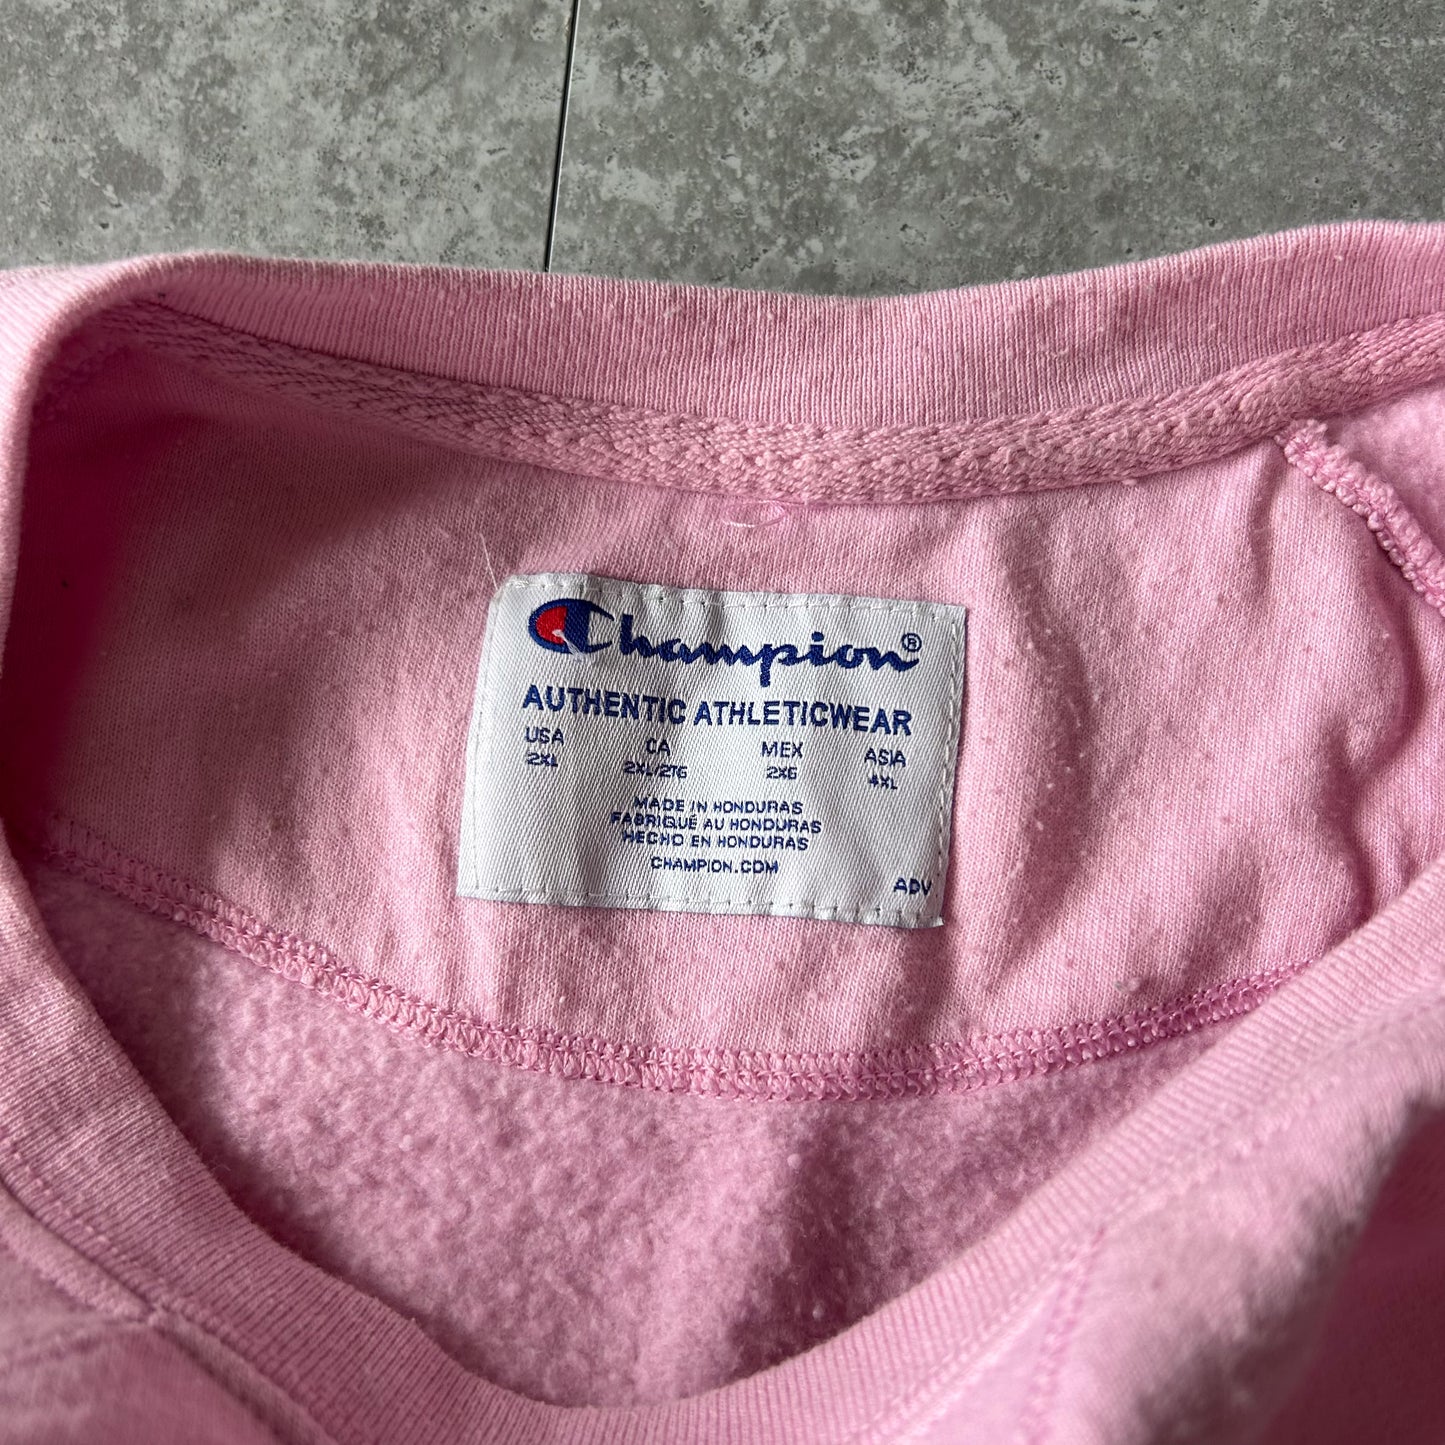 Champion®
AUTHENTIC ATHLETICWEAR
USA CA MEX ASIA
2XL 2XL/2TG 2XG 4XL
MADE IN HONDURAS
FABRIQUÉ AU HONDURAS
HECHO EN HONDURAS
CHAMPION.COM
ADV